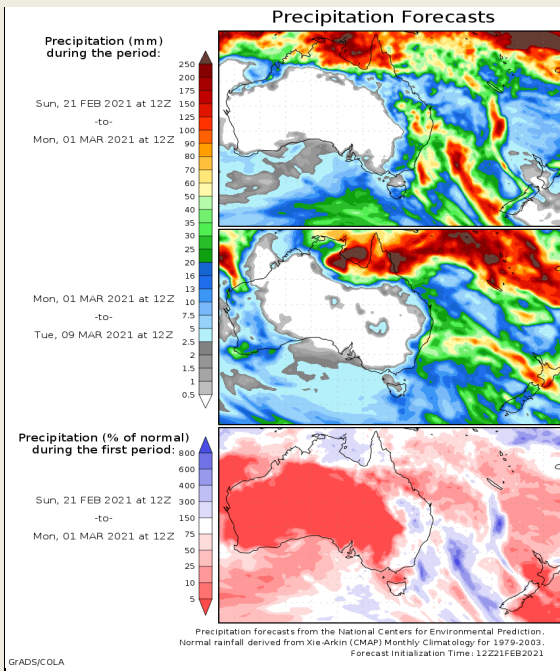 Precipitation Forecasts
Precipitation (mm)
during the period:
Sun, 21 FEB 2021 at 12Z
-to-
Mon, 01 MAR 2021 at 12Z
250
200
175
150
125
100
90
80
70
60
50
40
35
30
25
20
16
13
10
7.5
5
2.5
2
1.5
1
0.5
Mon, 01 MAR 2021 at 12Z
-to-
Tue, 09 MAR 2021 at 12Z
Precipitation (% of normal)
during the first period:
Sun, 21 FEB 2021 at 12Z
-to-
Mon, 01 MAR 2021 at 12Z
800
600
400
300
150
75
50
25
10
5
Precipitation forecasts from the National Centers for Environmental Prediction.
Normal rainfall derived from Xie-Arkin (CMAP) Monthly Climatology for 1979-2003.
Forecast Initialization Time: 12Z21FEB2021
GrADS/COLA